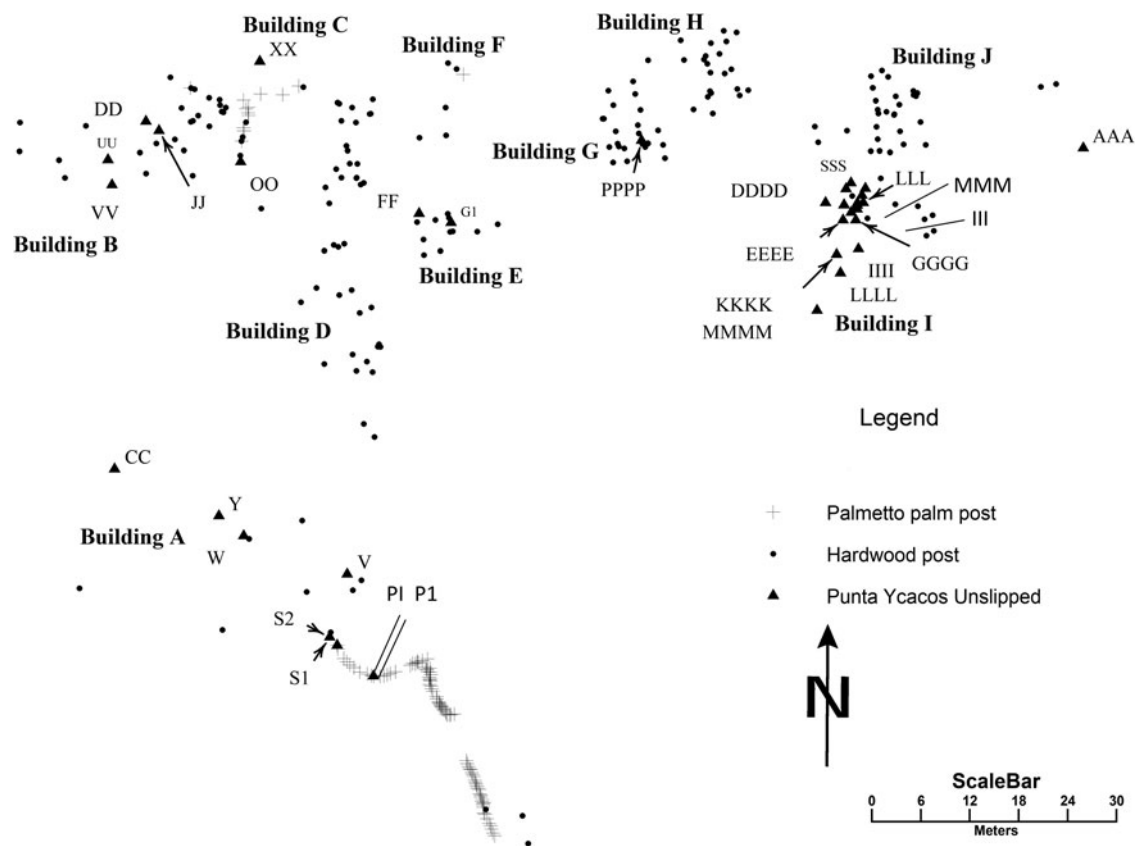 Building C
XX
Building F
Building H
Building J
DD
UU
VV
JJ
OO
Building B
FF
G1
Building E
Building D
Building G
PPPP
AAA
SSS
DDDD
LLL
MMM
III
EEEE
GGGG
IIII
KKKK
LLLL
MMMM
Building I
Legend
Palmetto palm post
Hardwood post
Punta Ycacos Unslipped
CC
Y
Building A
W
V
PI P1
S2
S1
N
ScaleBar
0 6 12 18 24 30
Meters